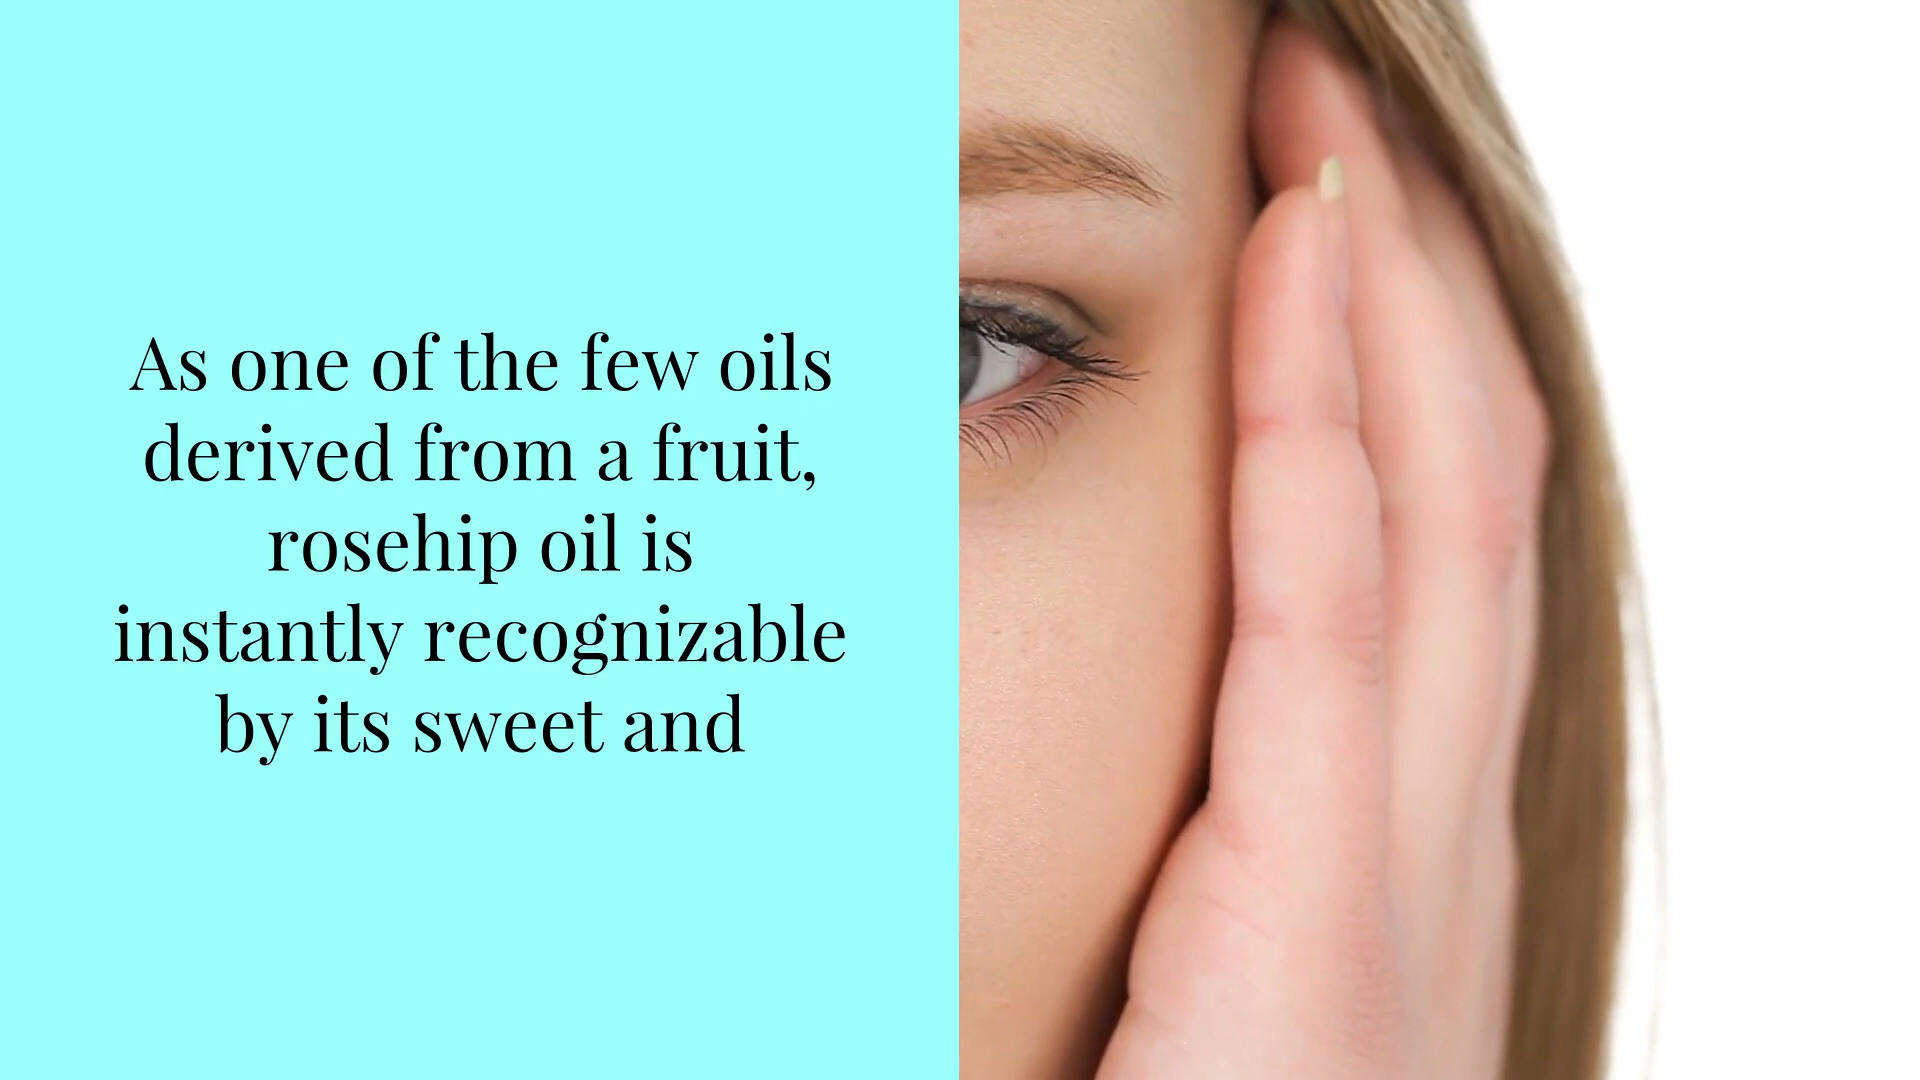 As one of the few oils
derived from a fruit,
rosehip oil is
instantly recognizable
by its sweet and